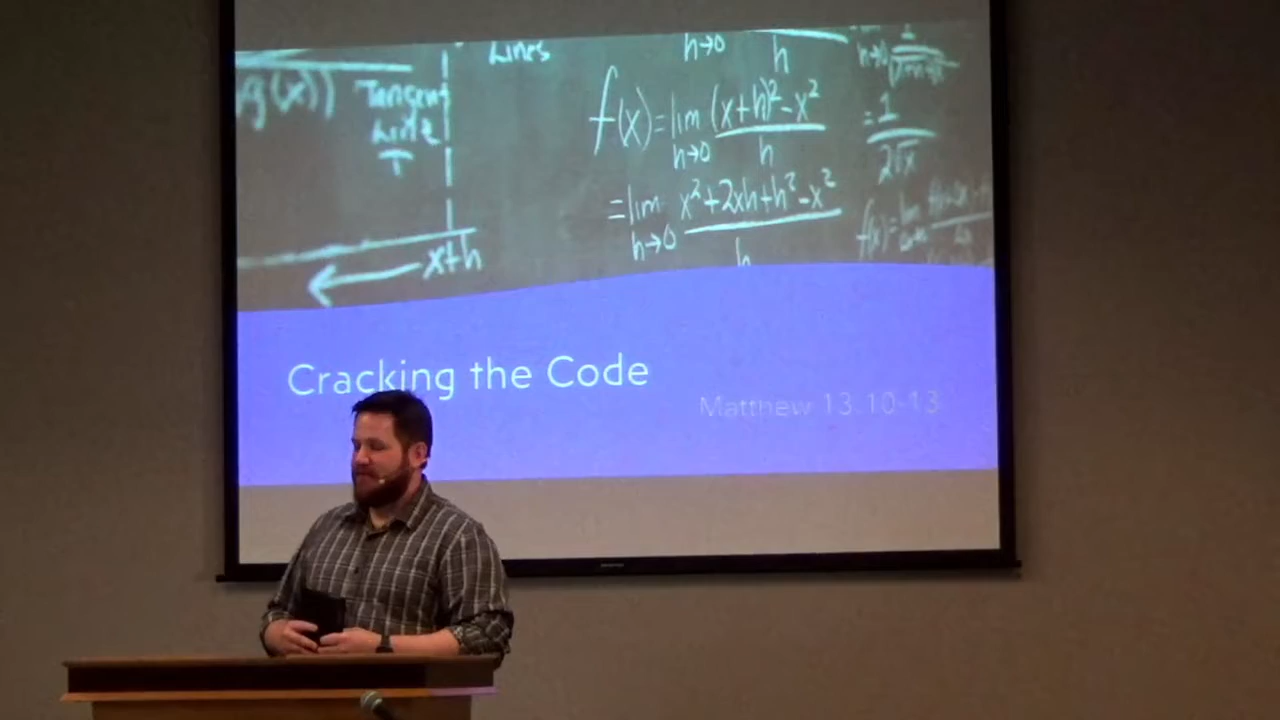 Lines
h→0 h
g(x))
Tangent
Line
T
f(x)=lim (x+h)²-x²
h→0 h
=lim x²+2xh+h²-x²
h→0 h
= 1
2√x
x+h
Cracking the Code
Matthew 13.10-13